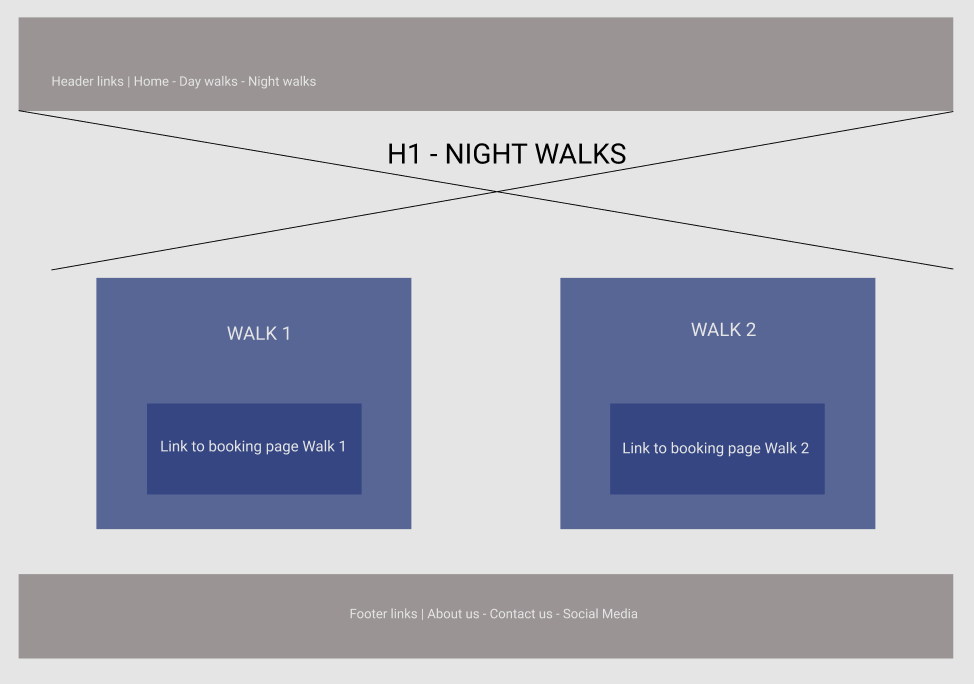 Header links | Home - Day walks - Night walks
H1 - NIGHT WALKS
WALK 1
WALK 2
Link to booking page Walk 1
Link to booking page Walk 2
Footer links | About us - Contact us - Social Media